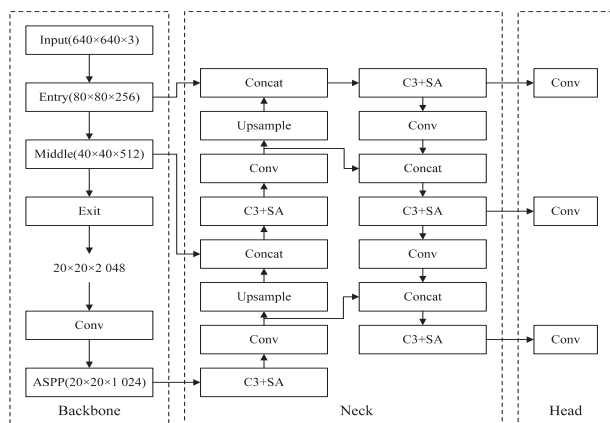 Input(640×640×3)
Entry(80×80×256)
Middle(40×40×512)
Exit
20×20×2 048
Conv
ASPP(20×20×1 024)
Backbone
Concat
Upsample
Conv
C3+SA
Concat
Upsample
Conv
C3+SA
C3+SA
Conv
Concat
C3+SA
Conv
Concat
C3+SA
Neck
Conv
Conv
Conv
Head